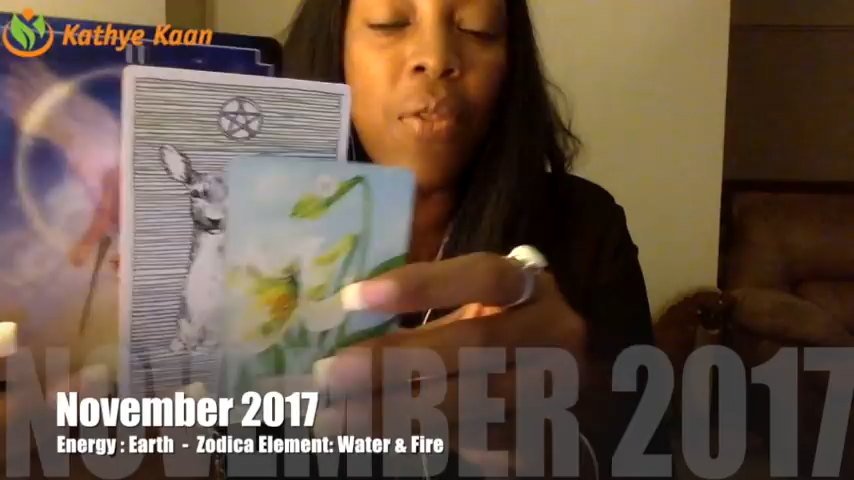 Kathye Kaan
NOVEMBER 2017
November 2017
Energy : Earth - Zodica Element: Water & Fire